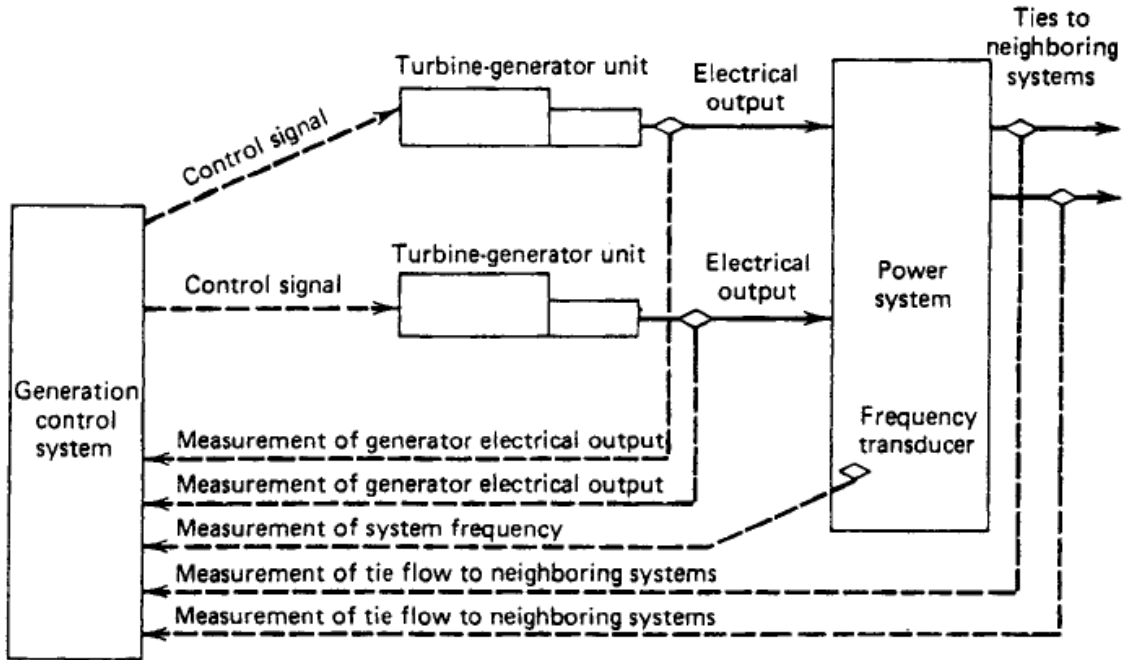 Ties to
neighboring
systems
Turbine-generator unit
Electrical
output
Control signal
Turbine-generator unit
Electrical
output
Control signal
Power
system
Generation
control
system
Frequency
transducer
Measurement of generator electrical output
Measurement of generator electrical output
Measurement of system frequency
Measurement of tie flow to neighboring systems
Measurement of tie flow to neighboring systems